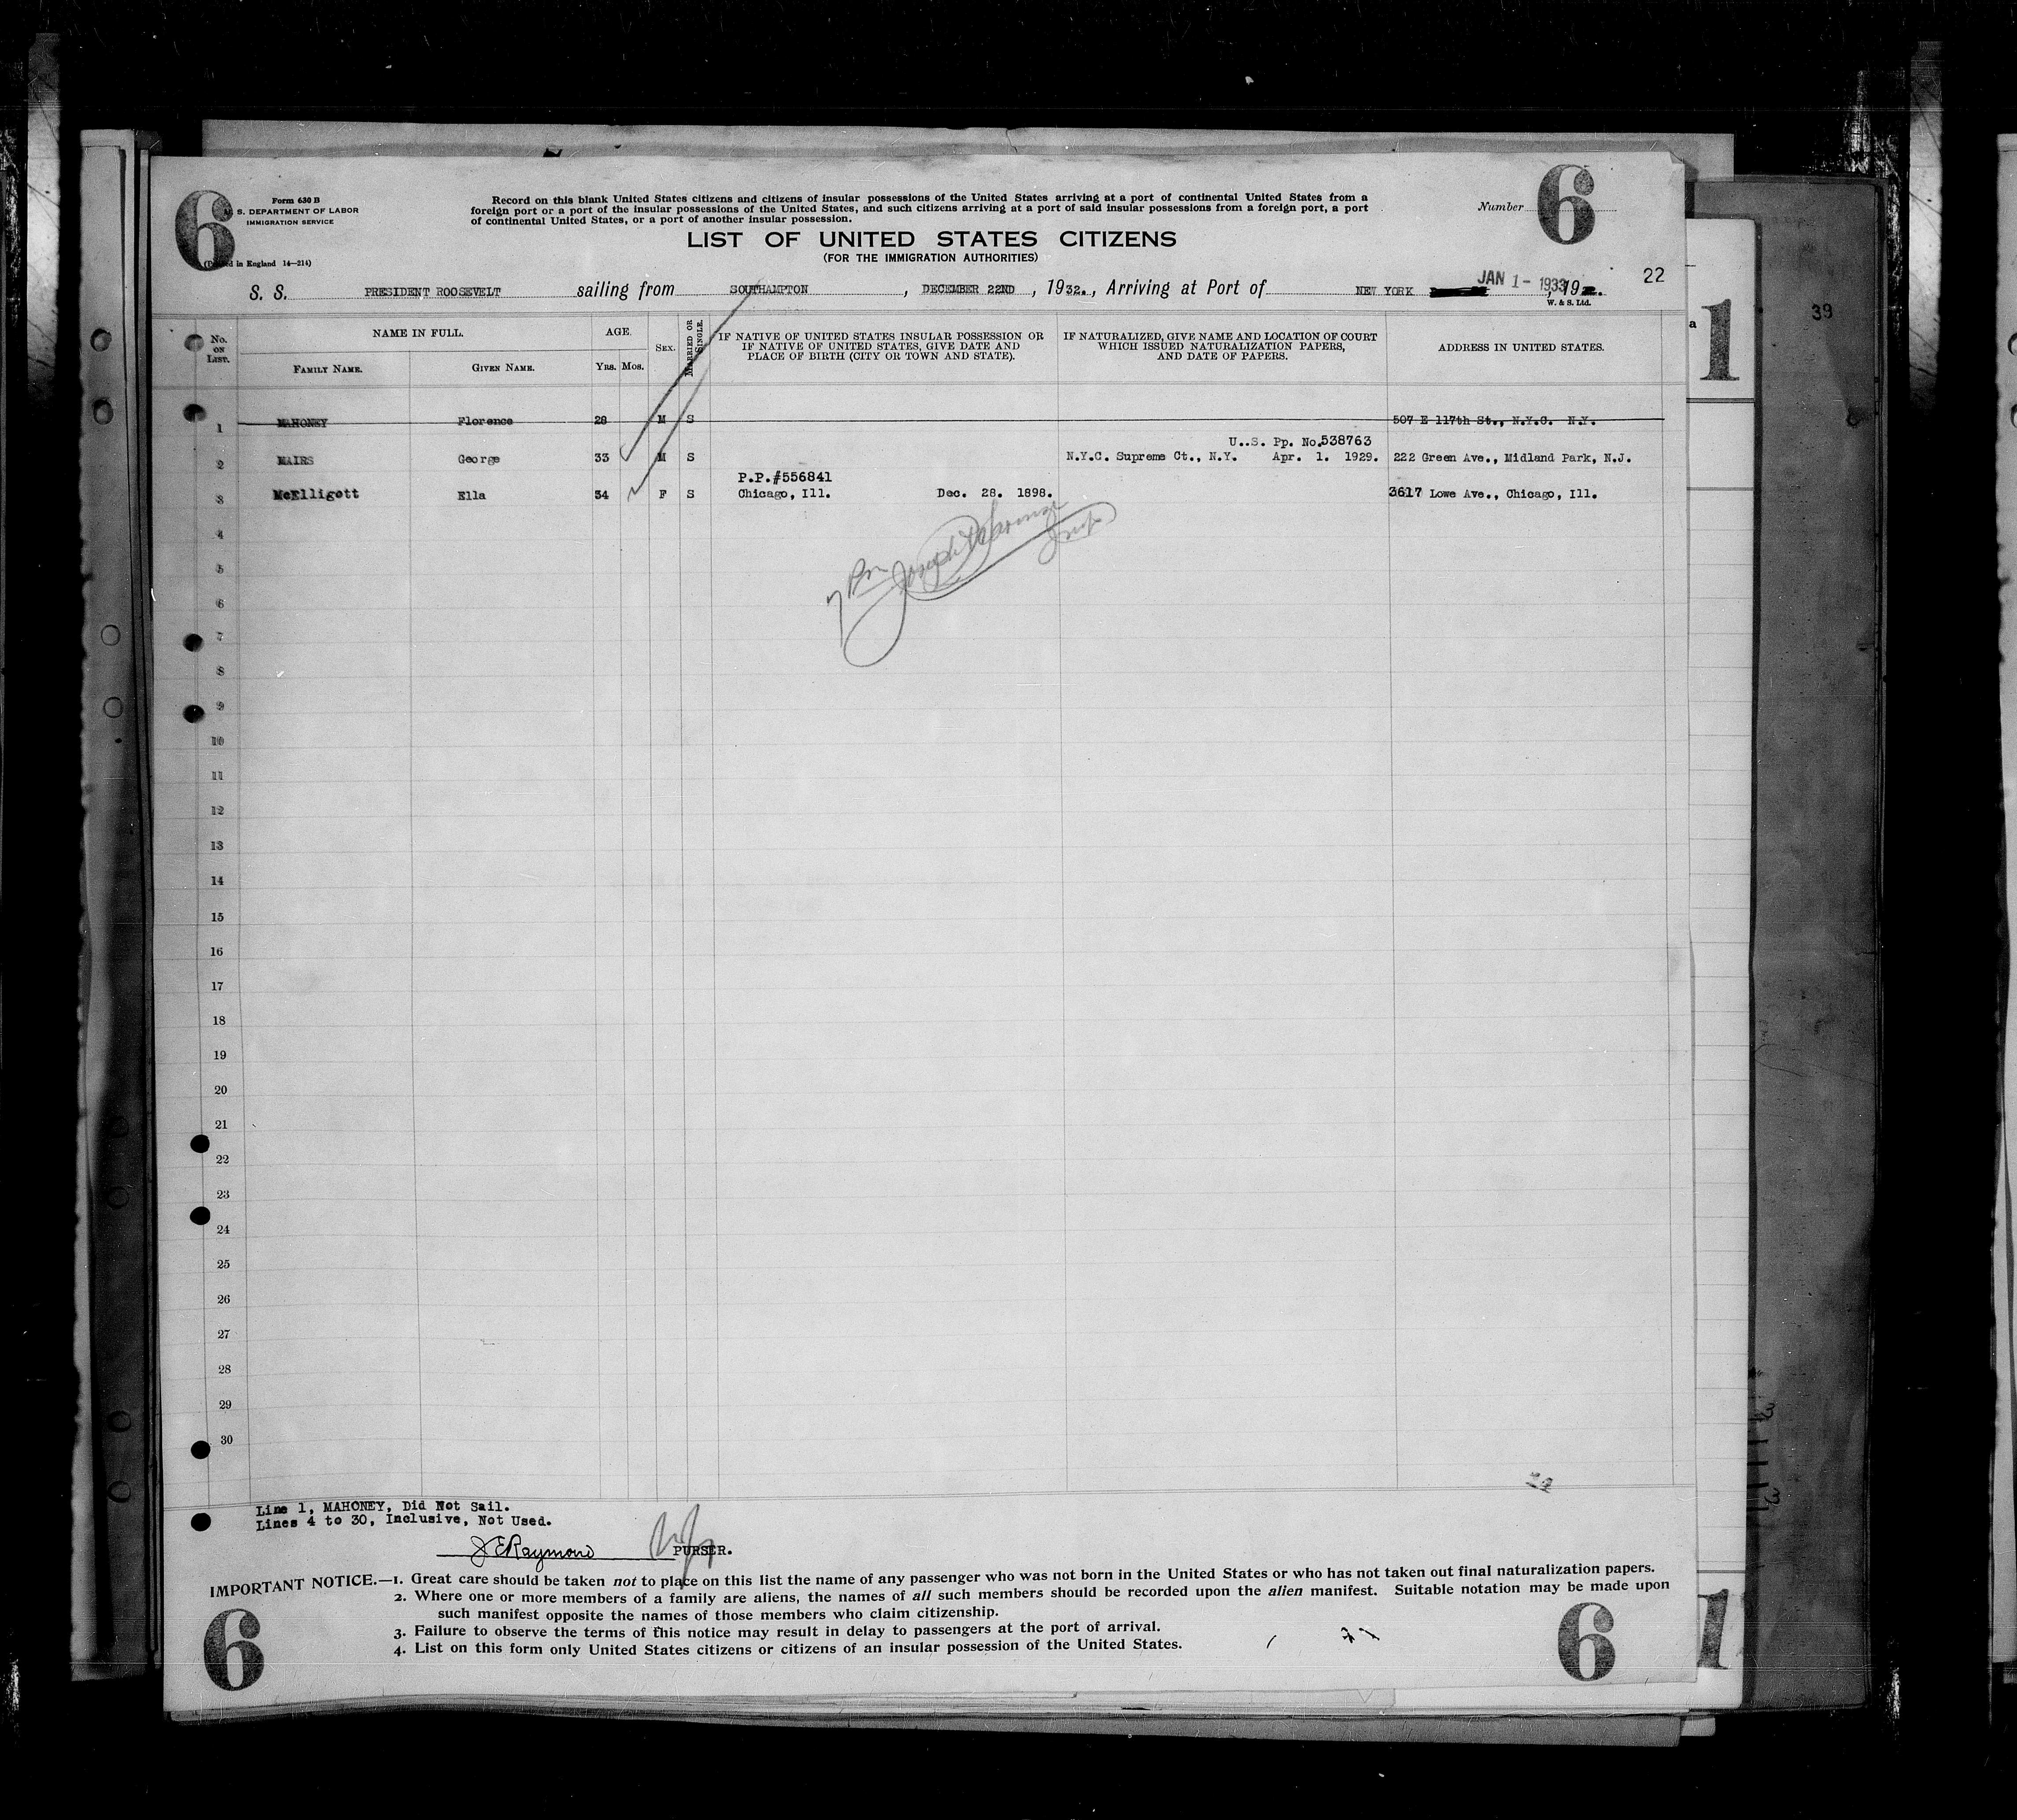 6
Form 630 B
S. DEPARTMENT OF LABOR
IMMIGRATION SERVICE
(Printed in England 14—214)
Record on this blank United States citizens and citizens of insular possessions of the United States arriving at a port of continental United States from a
foreign port or a port of the insular possessions of the United States, and such citizens arriving at a port of said insular possessions from a foreign port, a port
of continental United States, or a port of another insular possession.
Number
6
LIST OF UNITED STATES CITIZENS
(FOR THE IMMIGRATION AUTHORITIES)
22
S. S. PRESIDENT ROOSEVELT sailing from SOUTHAMPTON, DECEMBER 22ND, 1932., Arriving at Port of NEW YORK JAN 1 - 1933, 19
W. & S. Ltd.
No. ON LIST.
NAME IN FULL.
FAMILY NAME.
GIVEN NAME.
AGE.
YRS. MOS.
SEX.
MARRIED OR SINGLE.
IF NATIVE OF UNITED STATES INSULAR POSSESSION OR
IF NATIVE OF UNITED STATES, GIVE DATE AND
PLACE OF BIRTH (CITY OR TOWN AND STATE).
IF NATURALIZED, GIVE NAME AND LOCATION OF COURT
WHICH ISSUED NATURALIZATION PAPERS,
AND DATE OF PAPERS.
ADDRESS IN UNITED STATES.
1 MAHONEY Florence 28 M S 507 E 117th St., N.Y.C. N.Y.
U..S. Pp. No.538763
2 MAIRS George 33 M S N.Y.C. Supreme Ct., N.Y. Apr. 1. 1929. 222 Green Ave., Midland Park, N.J.
P.P.#556841
3 McElligott Ella 34 F S Chicago, Ill. Dec. 28. 1898. 3617 Lowe Ave., Chicago, Ill.
4
5
6
7
8
9
10
11
12
13
14
15
16
17
18
19
20
21
22
23
24
25
26
27
28
29
30
Line 1, MAHONEY, Did Not Sail.
Lines 4 to 30, Inclusive, Not Used.
J E Raymond PURSER.
IMPORTANT NOTICE.—1. Great care should be taken not to place on this list the name of any passenger who was not born in the United States or who has not taken out final naturalization papers.
2. Where one or more members of a family are aliens, the names of all such members should be recorded upon the alien manifest. Suitable notation may be made upon
such manifest opposite the names of those members who claim citizenship.
3. Failure to observe the terms of this notice may result in delay to passengers at the port of arrival.
4. List on this form only United States citizens or citizens of an insular possession of the United States.
6
6
a
1
39
1